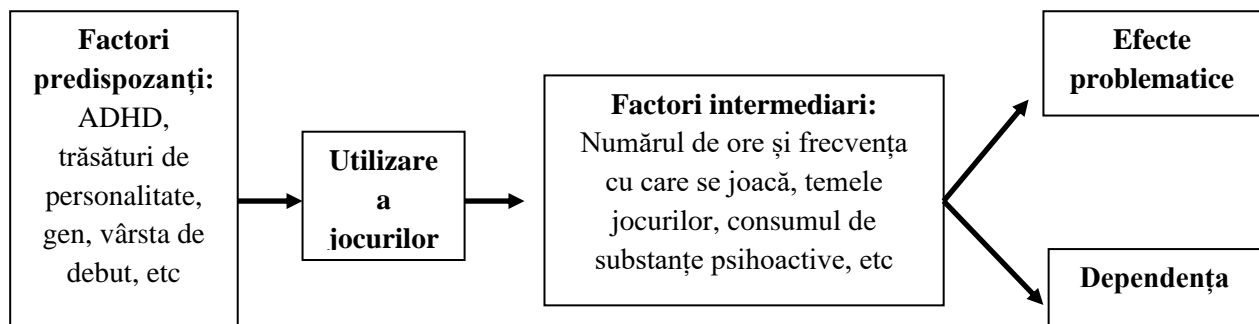 Factori
predispozanți:
ADHD,
trăsături de
personalitate,
gen, vârsta de
debut, etc
Utilizare
a
jocurilor
Factori intermediari:
Numărul de ore și frecvența
cu care se joacă, temele
jocurilor, consumul de
substanțe psihoactive, etc
Efecte
problematice
Dependența